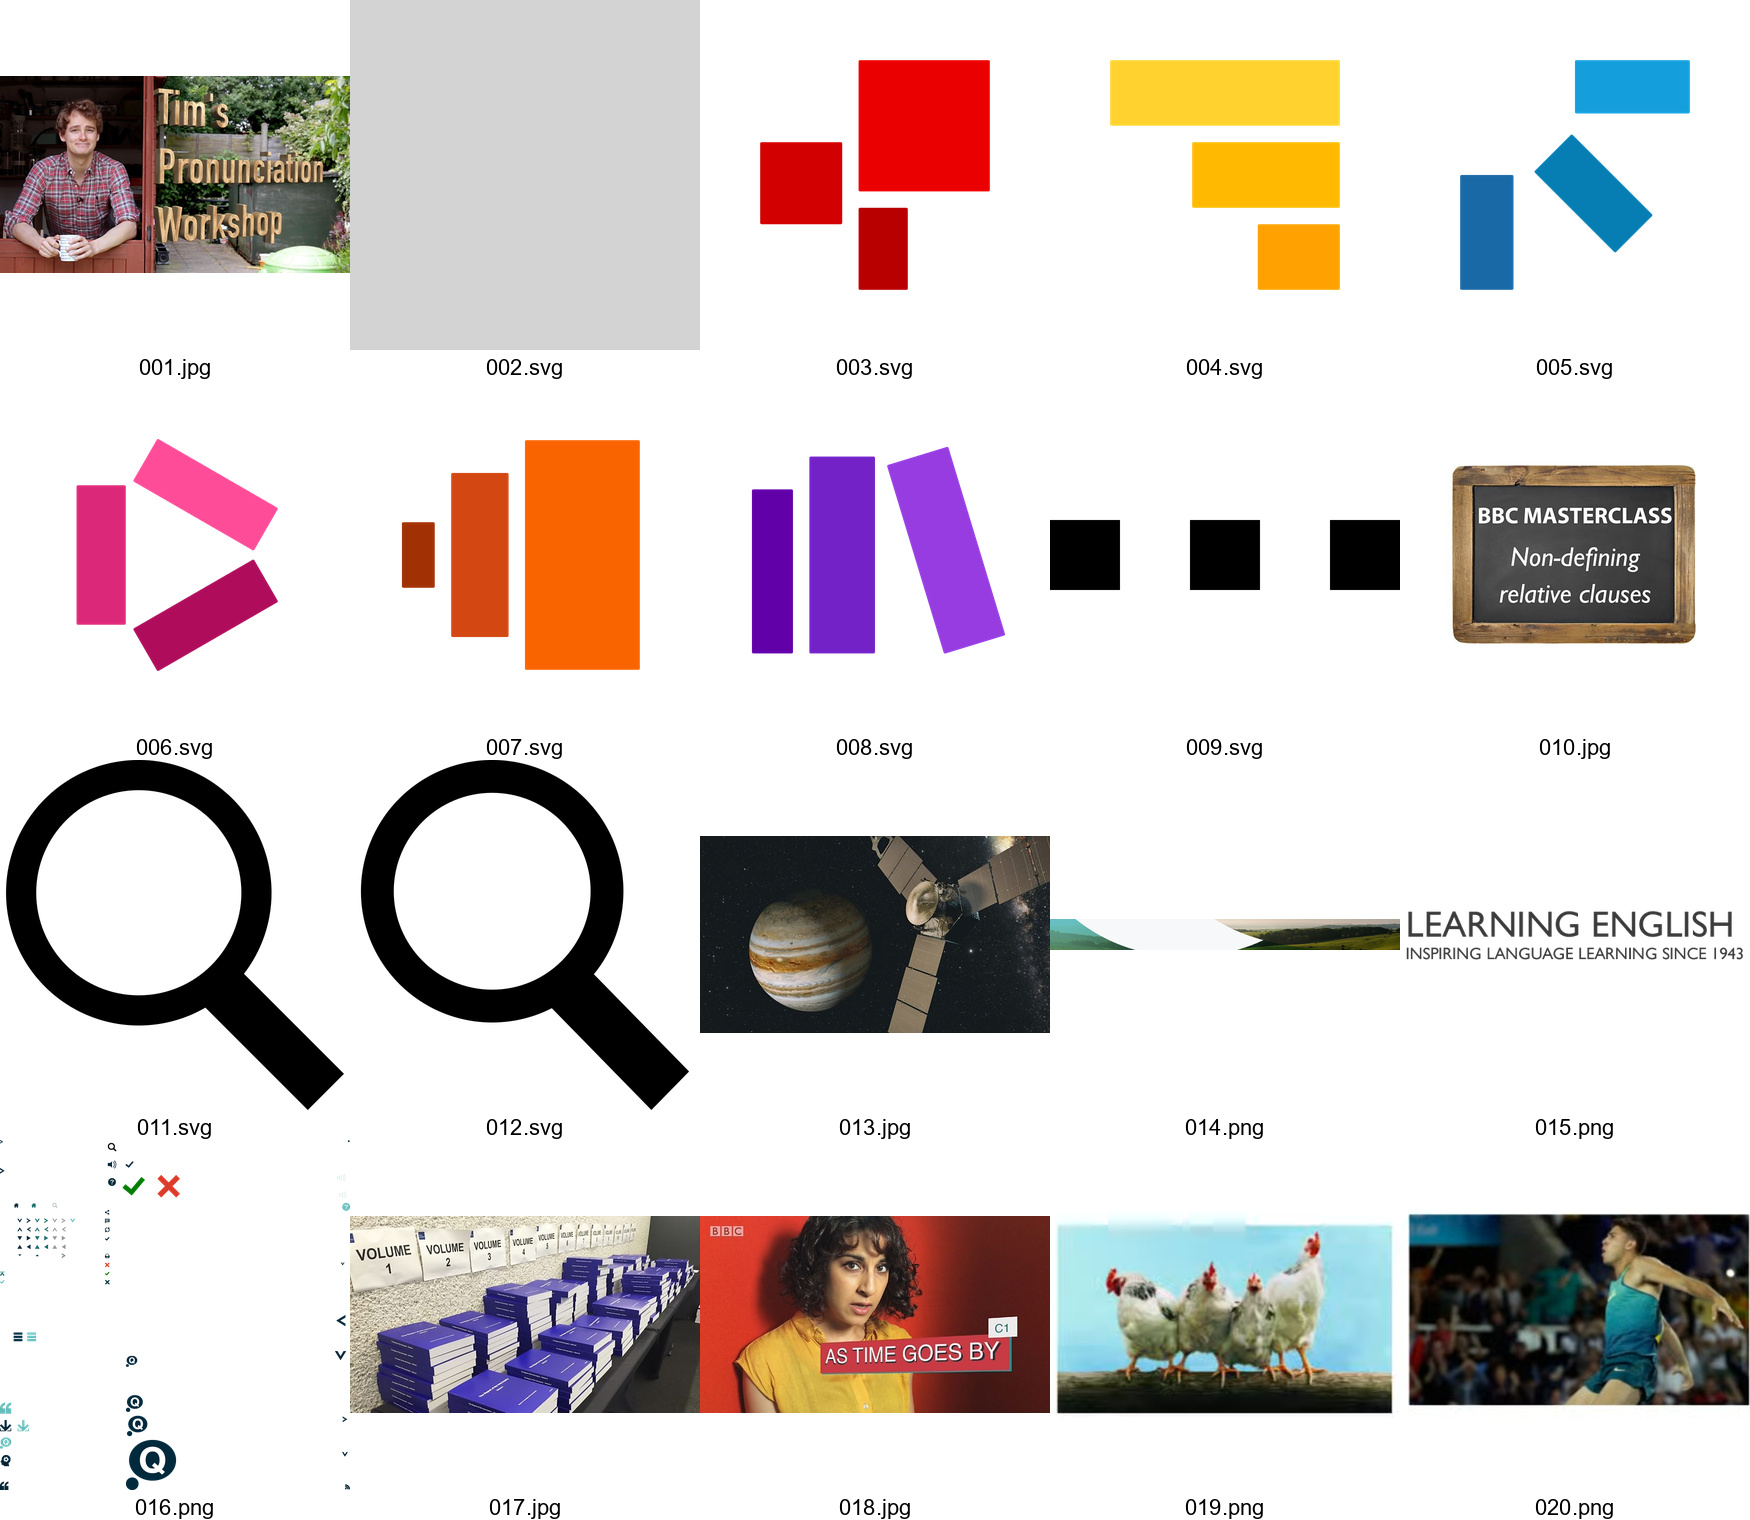 Tim's
Pronunciation
Workshop
001.jpg
002.svg
003.svg
004.svg
005.svg
BBC MASTERCLASS
Non-defining
relative clauses
006.svg
007.svg
008.svg
009.svg
010.jpg
LEARNING ENGLISH
INSPIRING LANGUAGE LEARNING SINCE 1943
011.svg
012.svg
013.jpg
014.png
015.png
VOLUME
1
VOLUME
2
VOLUME
3
VOLUME
4
BBC
C1
AS TIME GOES BY
Q
016.png
017.jpg
018.jpg
019.png
020.png